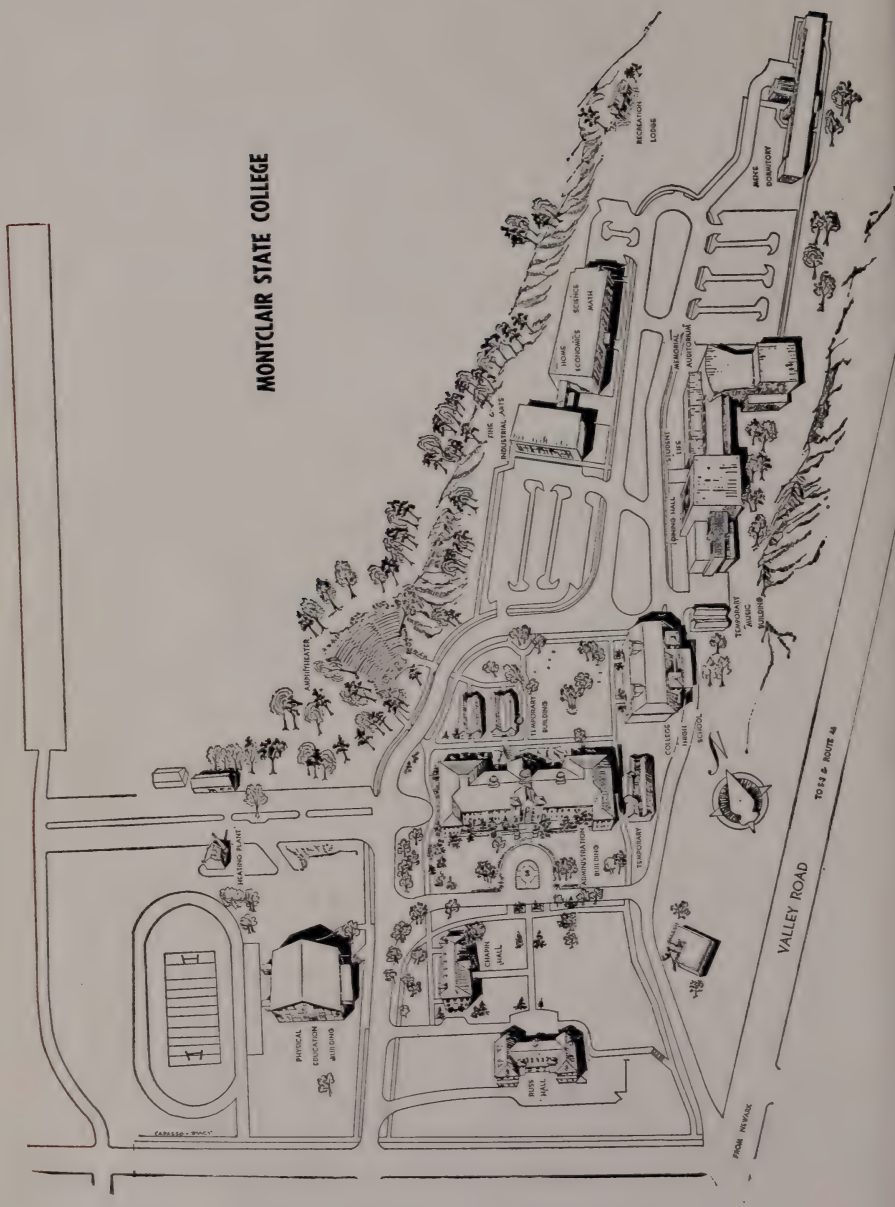 MONTCLAIR STATE COLLEGE
RECREATION
LODGE
MEN'S
DORMITORY
HOME
ECONOMICS
SCIENCE
MATH
FINE &
INDUSTRIAL ARTS
MEMORIAL
AUDITORIUM
STUDENT
LIFE
DINING HALL
TEMPORARY
MUSIC
BUILDING
AMPHITHEATER
TEMPORARY
BUILDING
COLLEGE
HIGH
SCHOOL
ADMINISTRATION
BUILDING
TEMPORARY
HEATING PLANT
CHAPIN
HALL
PHYSICAL
EDUCATION
BUILDING
RUSS
HALL
N
VALLEY ROAD
TO S-3 & ROUTE 46
FROM NEWARK